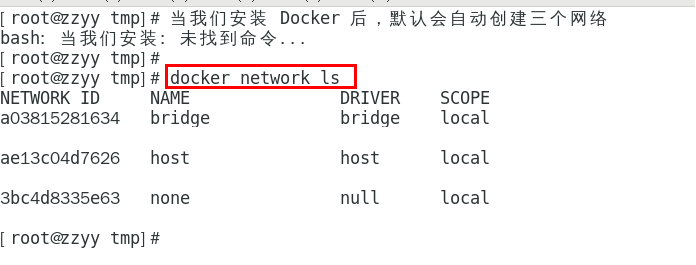 [root@zzyy tmp]# 当我们安装 Docker 后，默认会自动创建三个网络
bash: 当我们安装: 未找到命令...
[root@zzyy tmp]#
[root@zzyy tmp]# docker network ls
NETWORK ID NAME DRIVER SCOPE
a03815281634 bridge bridge local
ae13c04d7626 host host local
3bc4d8335e63 none null local
[root@zzyy tmp]#